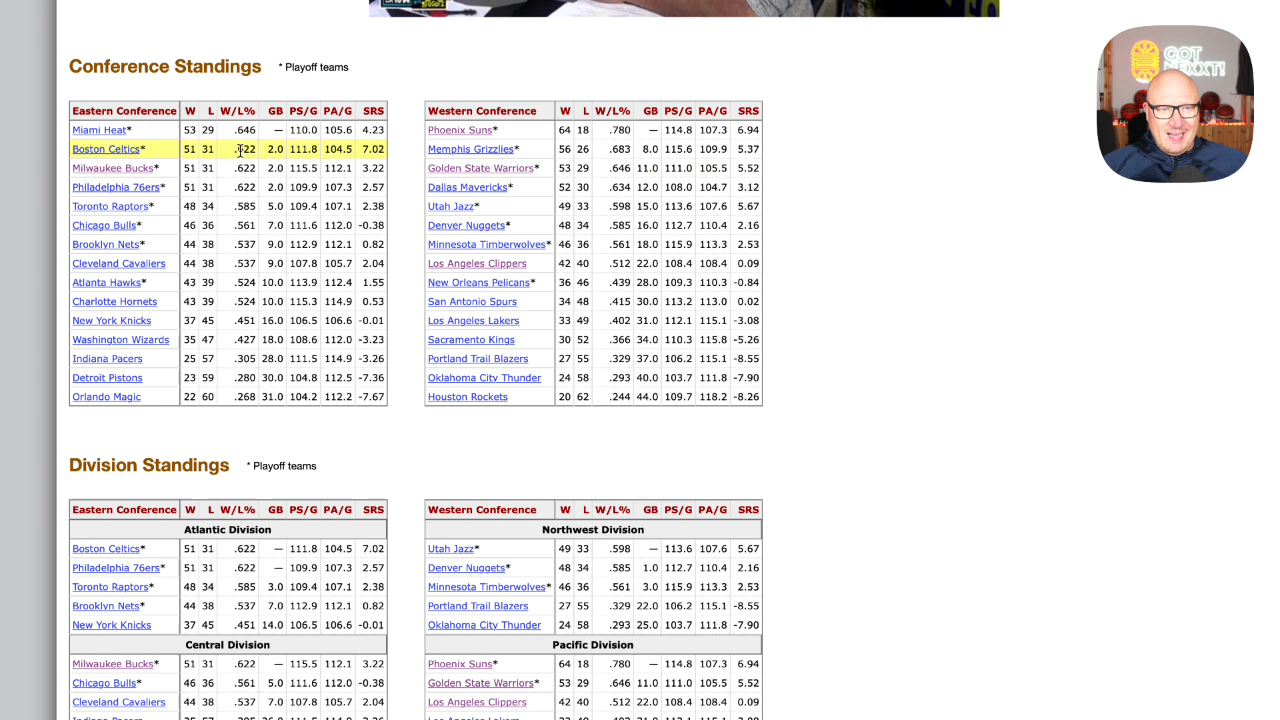 Conference Standings * Playoff teams
Eastern Conference W L W/L% GB PS/G PA/G SRS
Miami Heat* 53 29 .646 — 110.0 105.6 4.23
Boston Celtics* 51 31 .622 2.0 111.8 104.5 7.02
Milwaukee Bucks* 51 31 .622 2.0 115.5 112.1 3.22
Philadelphia 76ers* 51 31 .622 2.0 109.9 107.3 2.57
Toronto Raptors* 48 34 .585 5.0 109.4 107.1 2.38
Chicago Bulls* 46 36 .561 7.0 111.6 112.0 -0.38
Brooklyn Nets* 44 38 .537 9.0 112.9 112.1 0.82
Cleveland Cavaliers 44 38 .537 9.0 107.8 105.7 2.04
Atlanta Hawks* 43 39 .524 10.0 113.9 112.4 1.55
Charlotte Hornets 43 39 .524 10.0 115.3 114.9 0.53
New York Knicks 37 45 .451 16.0 106.5 106.6 -0.01
Washington Wizards 35 47 .427 18.0 108.6 112.0 -3.23
Indiana Pacers 25 57 .305 28.0 111.5 114.9 -3.26
Detroit Pistons 23 59 .280 30.0 104.8 112.5 -7.36
Orlando Magic 22 60 .268 31.0 104.2 112.2 -7.67
Western Conference W L W/L% GB PS/G PA/G SRS
Phoenix Suns* 64 18 .780 — 114.8 107.3 6.94
Memphis Grizzlies* 56 26 .683 8.0 115.6 109.9 5.37
Golden State Warriors* 53 29 .646 11.0 111.0 105.5 5.52
Dallas Mavericks* 52 30 .634 12.0 108.0 104.7 3.12
Utah Jazz* 49 33 .598 15.0 113.6 107.6 5.67
Denver Nuggets* 48 34 .585 16.0 112.7 110.4 2.16
Minnesota Timberwolves* 46 36 .561 18.0 115.9 113.3 2.53
Los Angeles Clippers 42 40 .512 22.0 108.4 108.4 0.09
New Orleans Pelicans* 36 46 .439 28.0 109.3 110.3 -0.84
San Antonio Spurs 34 48 .415 30.0 113.2 113.0 0.02
Los Angeles Lakers 33 49 .402 31.0 112.1 115.1 -3.08
Sacramento Kings 30 52 .366 34.0 110.3 115.8 -5.26
Portland Trail Blazers 27 55 .329 37.0 106.2 115.1 -8.55
Oklahoma City Thunder 24 58 .293 40.0 103.7 111.8 -7.90
Houston Rockets 20 62 .244 44.0 109.7 118.2 -8.26
Division Standings * Playoff teams
Eastern Conference W L W/L% GB PS/G PA/G SRS
Atlantic Division
Boston Celtics* 51 31 .622 — 111.8 104.5 7.02
Philadelphia 76ers* 51 31 .622 — 109.9 107.3 2.57
Toronto Raptors* 48 34 .585 3.0 109.4 107.1 2.38
Brooklyn Nets* 44 38 .537 7.0 112.9 112.1 0.82
New York Knicks 37 45 .451 14.0 106.5 106.6 -0.01
Central Division
Milwaukee Bucks* 51 31 .622 — 115.5 112.1 3.22
Chicago Bulls* 46 36 .561 5.0 111.6 112.0 -0.38
Cleveland Cavaliers 44 38 .537 7.0 107.8 105.7 2.04
Western Conference W L W/L% GB PS/G PA/G SRS
Northwest Division
Utah Jazz* 49 33 .598 — 113.6 107.6 5.67
Denver Nuggets* 48 34 .585 1.0 112.7 110.4 2.16
Minnesota Timberwolves* 46 36 .561 3.0 115.9 113.3 2.53
Portland Trail Blazers 27 55 .329 22.0 106.2 115.1 -8.55
Oklahoma City Thunder 24 58 .293 25.0 103.7 111.8 -7.90
Pacific Division
Phoenix Suns* 64 18 .780 — 114.8 107.3 6.94
Golden State Warriors* 53 29 .646 11.0 111.0 105.5 5.52
Los Angeles Clippers 42 40 .512 22.0 108.4 108.4 0.09
GOT
NEXXT!